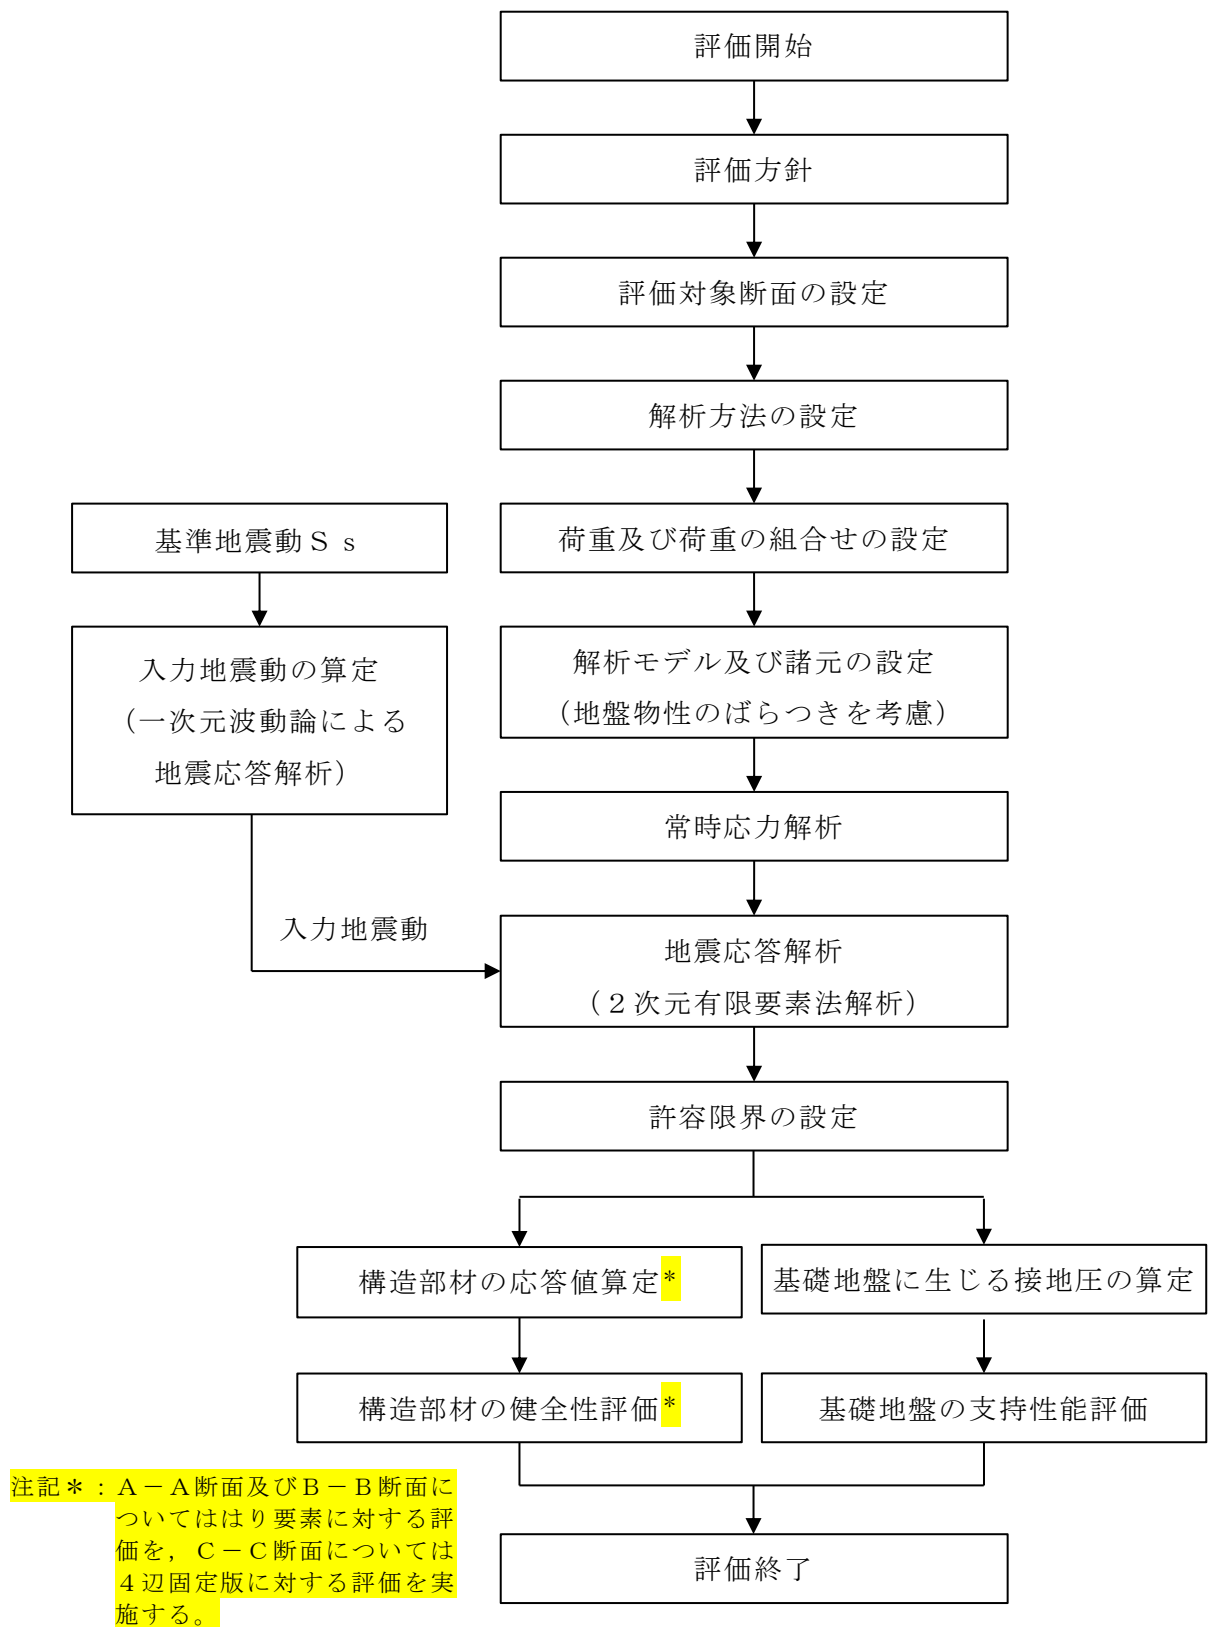 評価開始
評価方針
評価対象断面の設定
解析方法の設定
基準地震動Ｓｓ
荷重及び荷重の組合せの設定
入力地震動の算定
（一次元波動論による
地震応答解析）
解析モデル及び諸元の設定
（地盤物性のばらつきを考慮）
常時応力解析
入力地震動
地震応答解析
（２次元有限要素法解析）
許容限界の設定
構造部材の応答値算定*
基礎地盤に生じる接地圧の算定
構造部材の健全性評価*
基礎地盤の支持性能評価
注記＊：Ａ－Ａ断面及びＢ－Ｂ断面に
ついてははり要素に対する評
価を，Ｃ－Ｃ断面については
４辺固定版に対する評価を実
施する。
評価終了